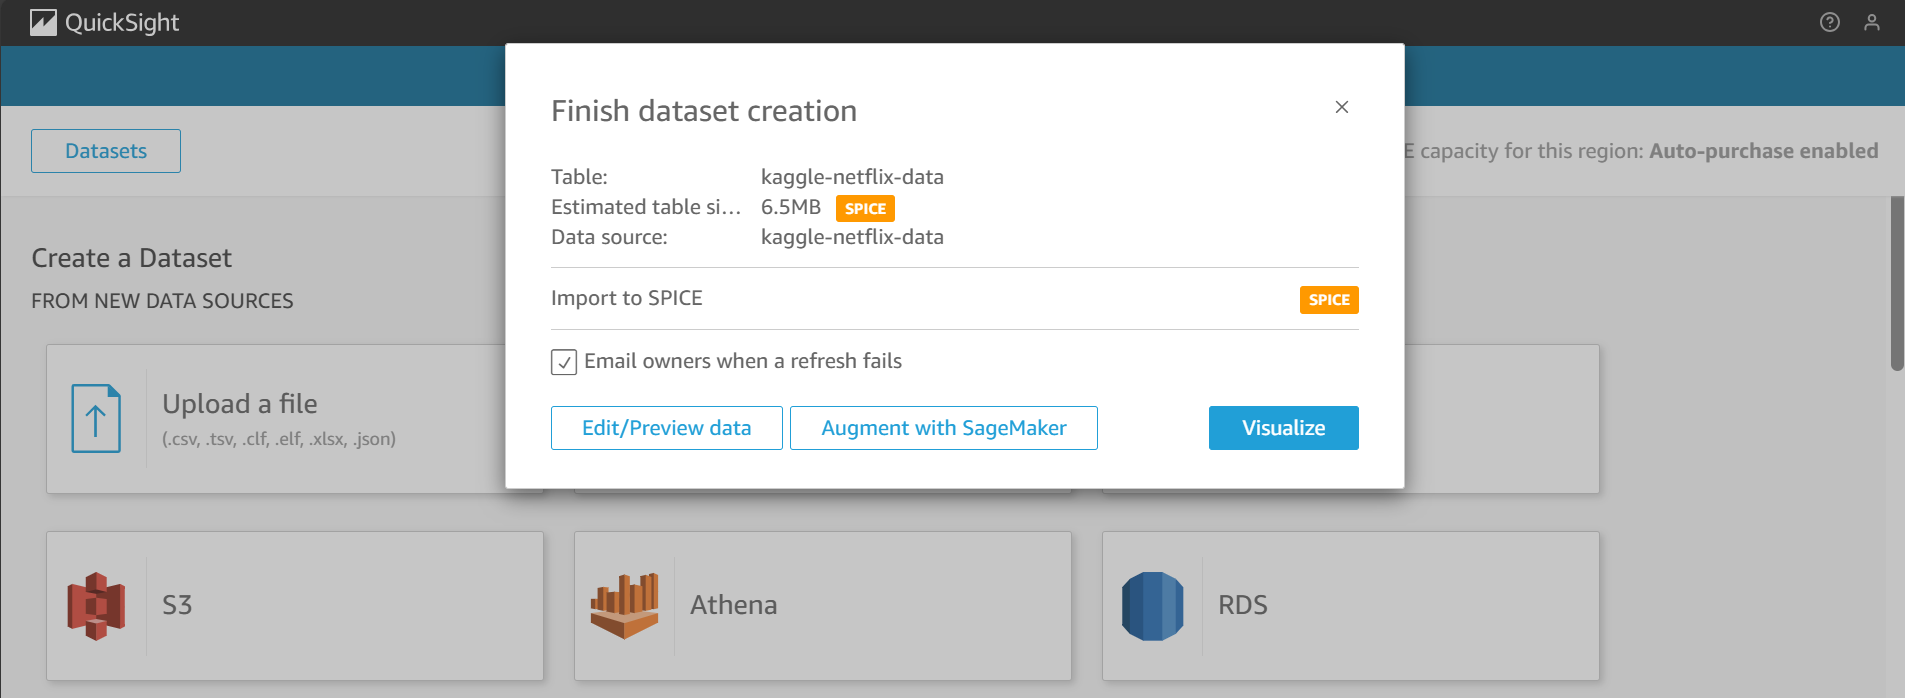 QuickSight
Datasets
E capacity for this region: Auto-purchase enabled
Finish dataset creation
Table: kaggle-netflix-data
Estimated table si... 6.5MB SPICE
Data source: kaggle-netflix-data
Import to SPICE SPICE
Email owners when a refresh fails
Edit/Preview data Augment with SageMaker Visualize
Create a Dataset
FROM NEW DATA SOURCES
Upload a file
(.csv, .tsv, .clf, .elf, .xlsx, .json)
S3 Athena RDS